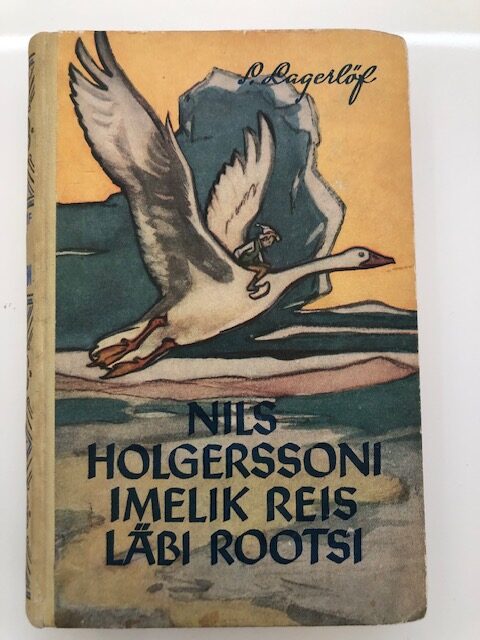 S. Lagerlöf
NILS
HOLGERSSONI
IMELIK REIS
LÄBI ROOTSI